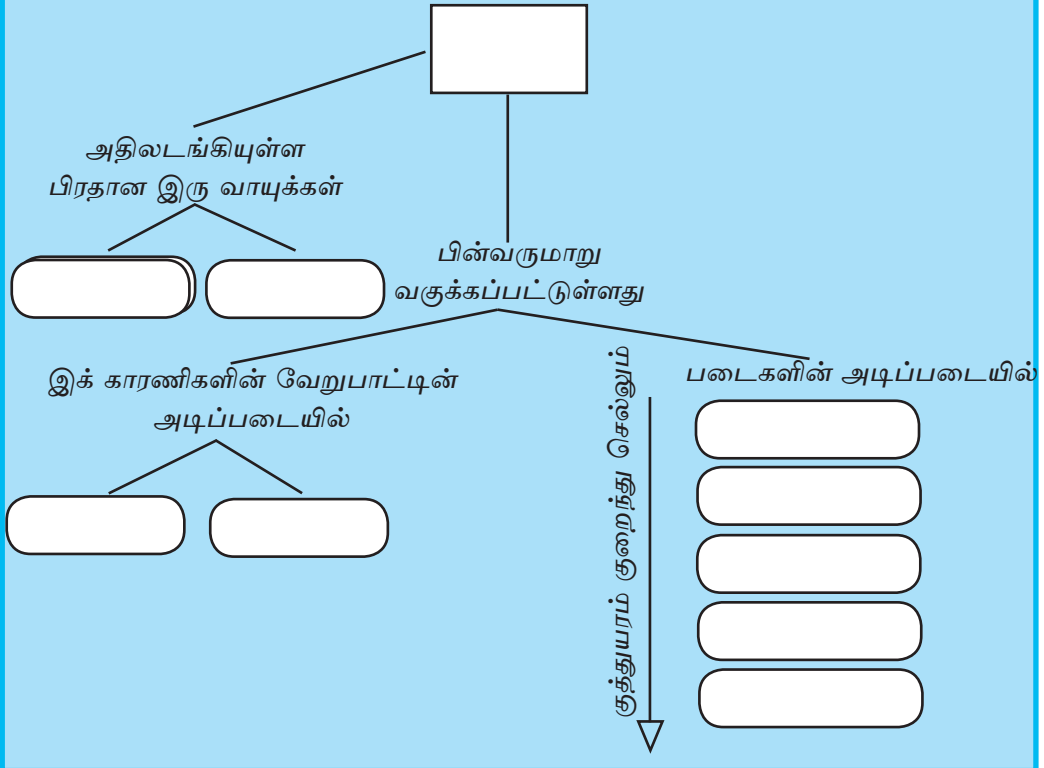 அதிலடங்கியுள்ள
பிரதான இரு வாயுக்கள்
பின்வருமாறு
வகுக்கப்பட்டுள்ளது
இக் காரணிகளின் வேறுபாட்டின்
அடிப்படையில்
படைகளின் அடிப்படையில்
குத்துயரம் குறைந்து செல்லும்